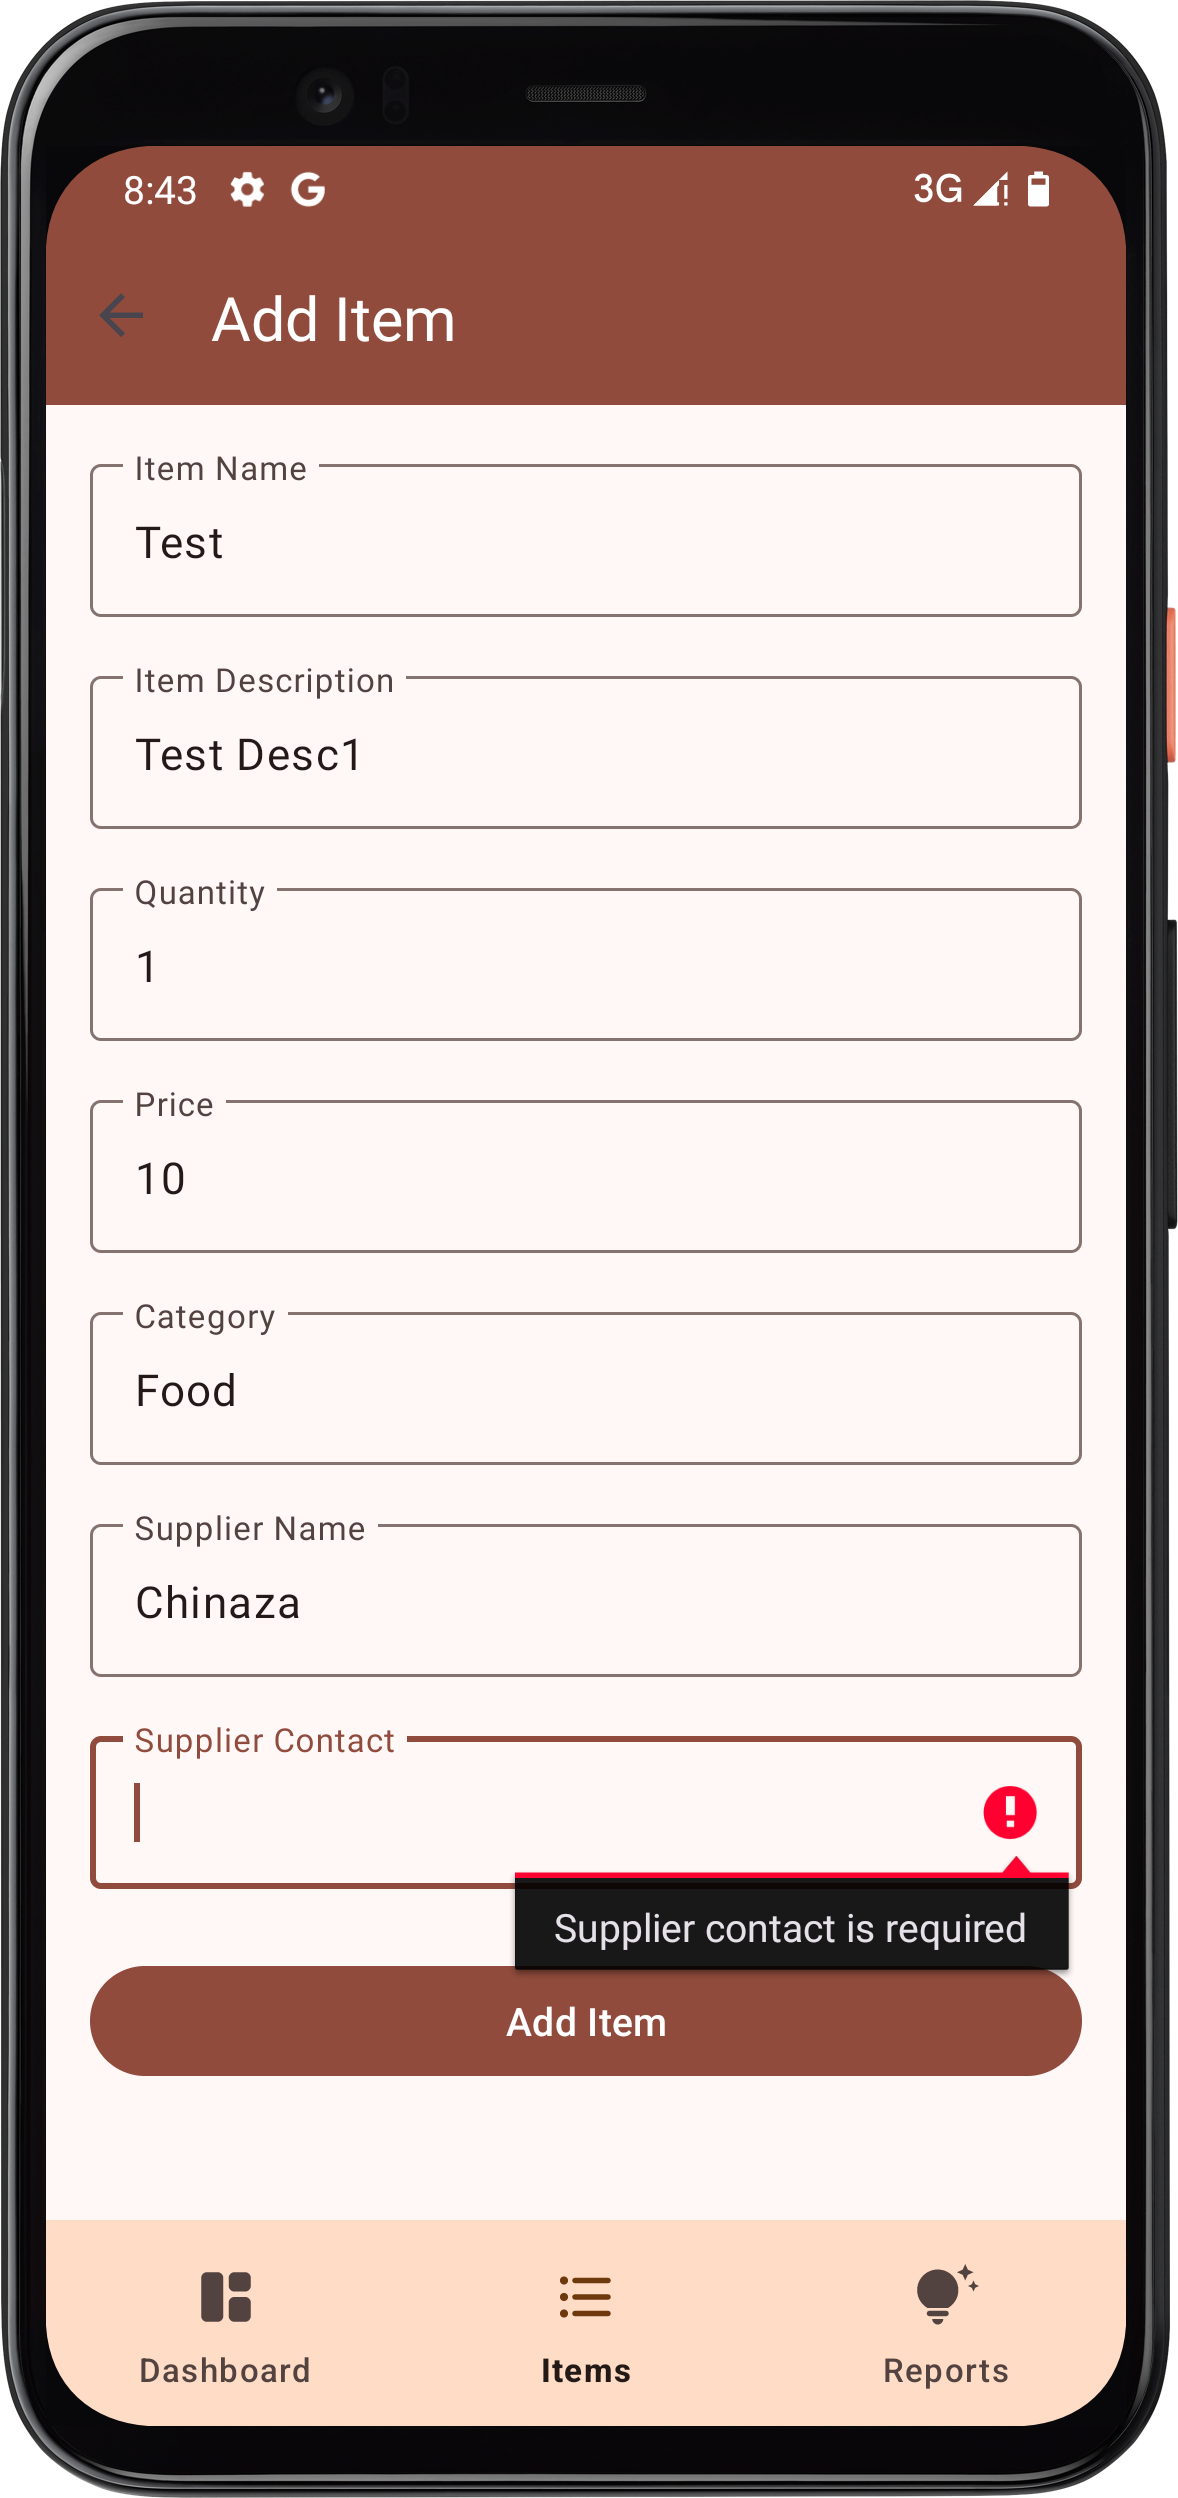 8:43 G 3G
Add Item
Item Name
Test
Item Description
Test Desc1
Quantity
1
Price
10
Category
Food
Supplier Name
Chinaza
Supplier Contact
Supplier contact is required
Add Item
Dashboard Items Reports